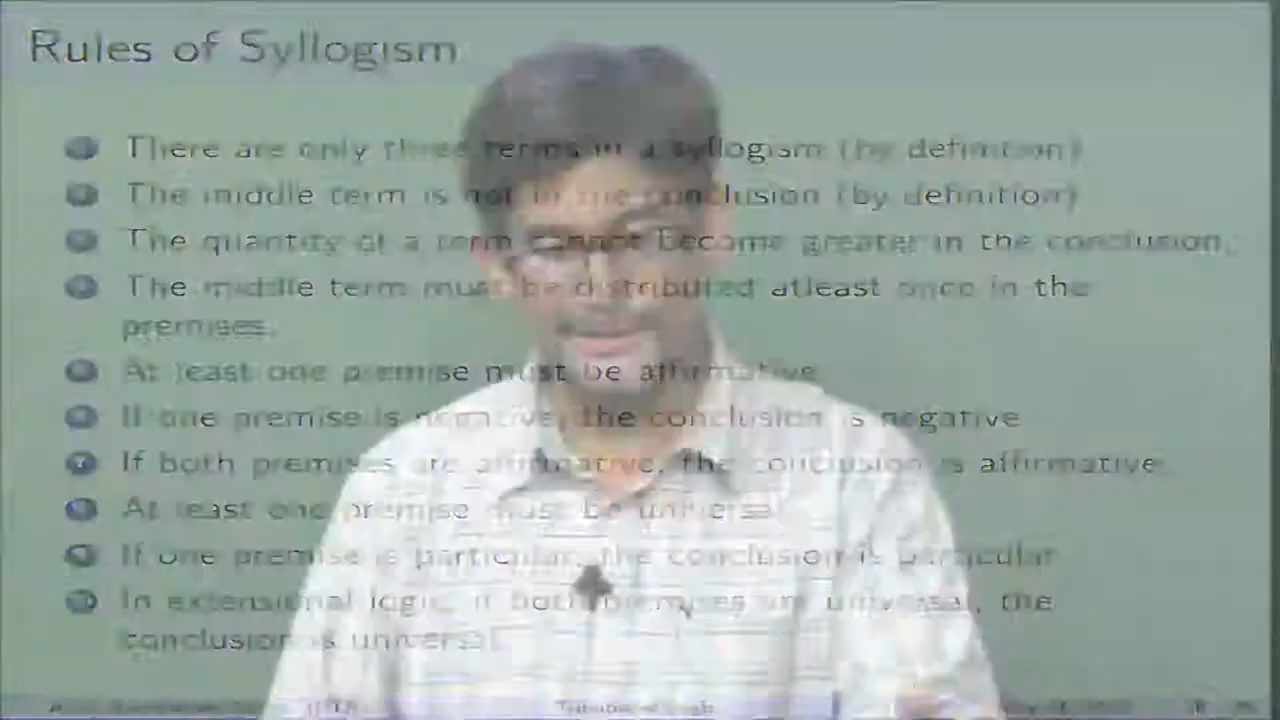 Rules of Syllogism
There are only three terms in a syllogism (by definition)
The middle term is not in the conclusion (by definition)
The quantity of a term cannot become greater in the conclusion.
The middle term must be distributed atleast once in the
premises.
At least one premise must be affirmative
If one premise is negative, the conclusion is negative
If both premises are affirmative, the conclusion is affirmative.
At least one premise must be universal
If one premise is particular, the conclusion is particular
In extensional logic, if both premises are universal, the
conclusion is universal.